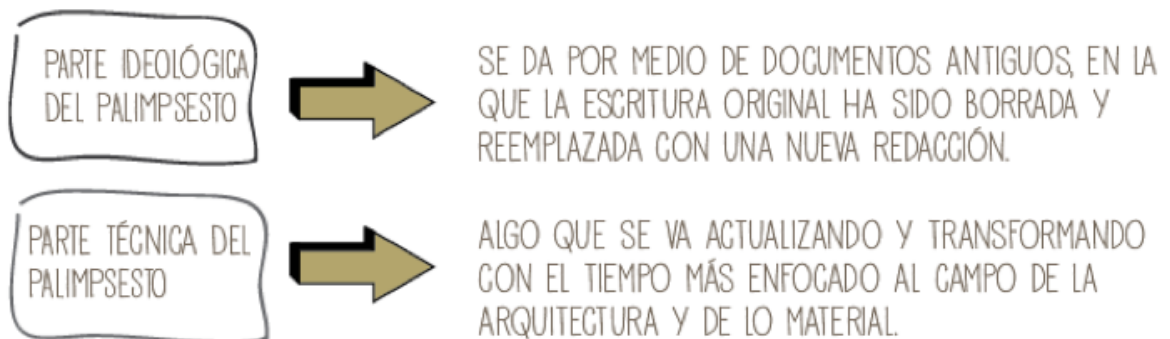 PARTE IDEOLÓGICA
DEL PALIMPSESTO
SE DA POR MEDIO DE DOCUMENTOS ANTIGUOS, EN LA
QUE LA ESCRITURA ORIGINAL HA SIDO BORRADA Y
REEMPLAZADA CON UNA NUEVA REDACCIÓN.
PARTE TÉCNICA DEL
PALIMPSESTO
ALGO QUE SE VA ACTUALIZANDO Y TRANSFORMANDO
CON EL TIEMPO MÁS ENFOCADO AL CAMPO DE LA
ARQUITECTURA Y DE LO MATERIAL.